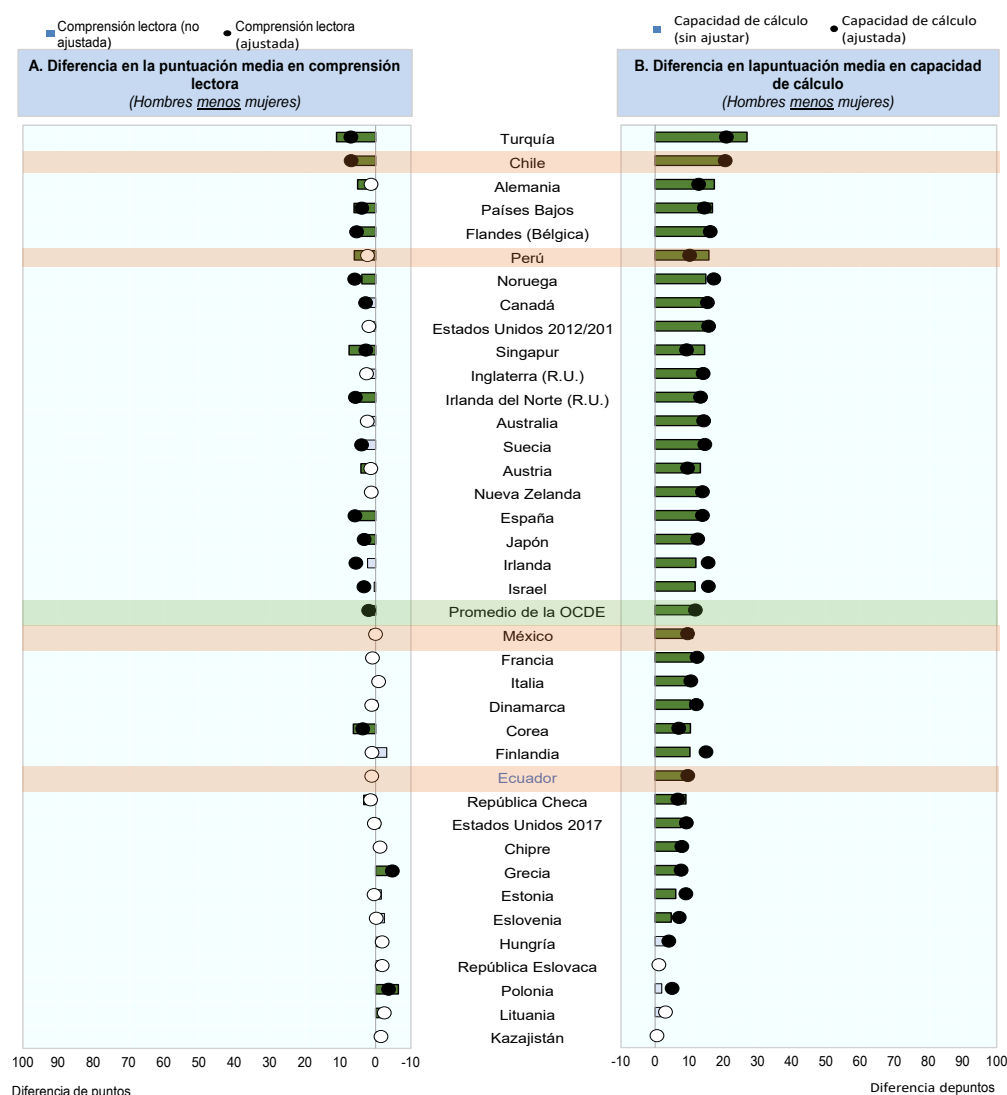 Comprensión lectora (no
ajustada)
Comprensión lectora
(ajustada)
Capacidad de cálculo
(sin ajustar)
Capacidad de cálculo
(ajustada)
A. Diferencia en la puntuación media en comprensión
lectora
(Hombres menos mujeres)
B. Diferencia en lapuntuación media en capacidad
de cálculo
(Hombres menos mujeres)
Turquía
Chile
Alemania
Países Bajos
Flandes (Bélgica)
Perú
Noruega
Canadá
Estados Unidos 2012/201
Singapur
Inglaterra (R.U.)
Irlanda del Norte (R.U.)
Australia
Suecia
Austria
Nueva Zelanda
España
Japón
Irlanda
Israel
Promedio de la OCDE
México
Francia
Italia
Dinamarca
Corea
Finlandia
Ecuador
República Checa
Estados Unidos 2017
Chipre
Grecia
Estonia
Eslovenia
Hungría
República Eslovaca
Polonia
Lituania
Kazajistán
100 90 80 70 60 50 40 30 20 10 0 -10
-10 0 10 20 30 40 50 60 70 80 90 100
Diferencia de puntos
Diferencia depuntos